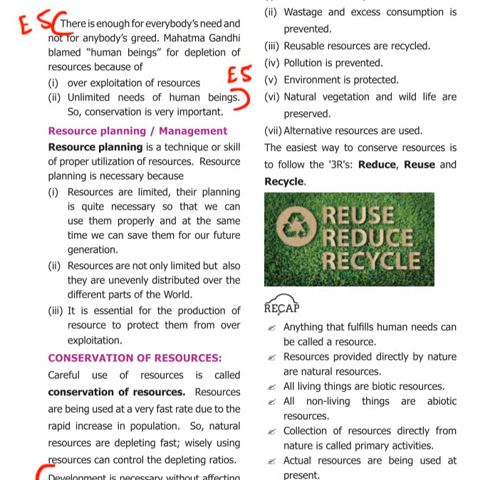 ESC
There is enough for everybody's need and
not for anybody's greed. Mahatma Gandhi
blamed "human beings" for depletion of
resources because of
(i) over exploitation of resources
ES
(ii) Unlimited needs of human beings.
So, conservation is very important.
Resource planning / Management
Resource planning is a technique or skill
of proper utilization of resources. Resource
planning is necessary because
(i) Resources are limited, their planning
is quite necessary so that we can
use them properly and at the same
time we can save them for our future
generation.
(ii) Resources are not only limited but also
they are unevenly distributed over the
different parts of the World.
(iii) It is essential for the production of
resource to protect them from over
exploitation.
CONSERVATION OF RESOURCES:
Careful use of resources is called
conservation of resources. Resources
are being used at a very fast rate due to the
rapid increase in population. So, natural
resources are depleting fast; wisely using
resources can control the depleting ratios.
Development is necessary without affecting
(ii) Wastage and excess consumption is
prevented.
(iii) Reusable resources are recycled.
(iv) Pollution is prevented.
(v) Environment is protected.
(vi) Natural vegetation and wild life are
preserved.
(vii) Alternative resources are used.
The easiest way to conserve resources is
to follow the '3R's: Reduce, Reuse and
Recycle.
REUSE
REDUCE
RECYCLE
RECAP
Anything that fulfills human needs can
be called a resource.
Resources provided directly by nature
are natural resources.
All living things are biotic resources.
All non-living things are abiotic
resources.
Collection of resources directly from
nature is called primary activities.
Actual resources are being used at
present.